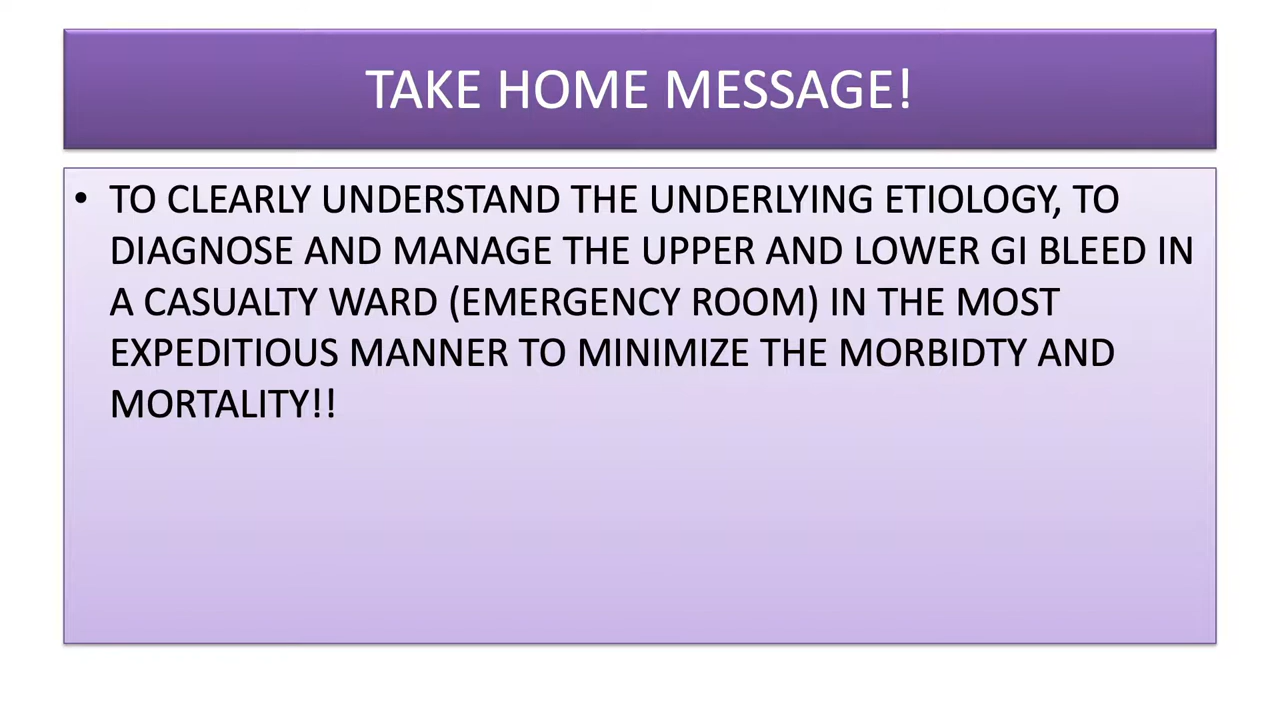 TAKE HOME MESSAGE!
• TO CLEARLY UNDERSTAND THE UNDERLYING ETIOLOGY, TO
DIAGNOSE AND MANAGE THE UPPER AND LOWER GI BLEED IN
A CASUALTY WARD (EMERGENCY ROOM) IN THE MOST
EXPEDITIOUS MANNER TO MINIMIZE THE MORBIDTY AND
MORTALITY!!